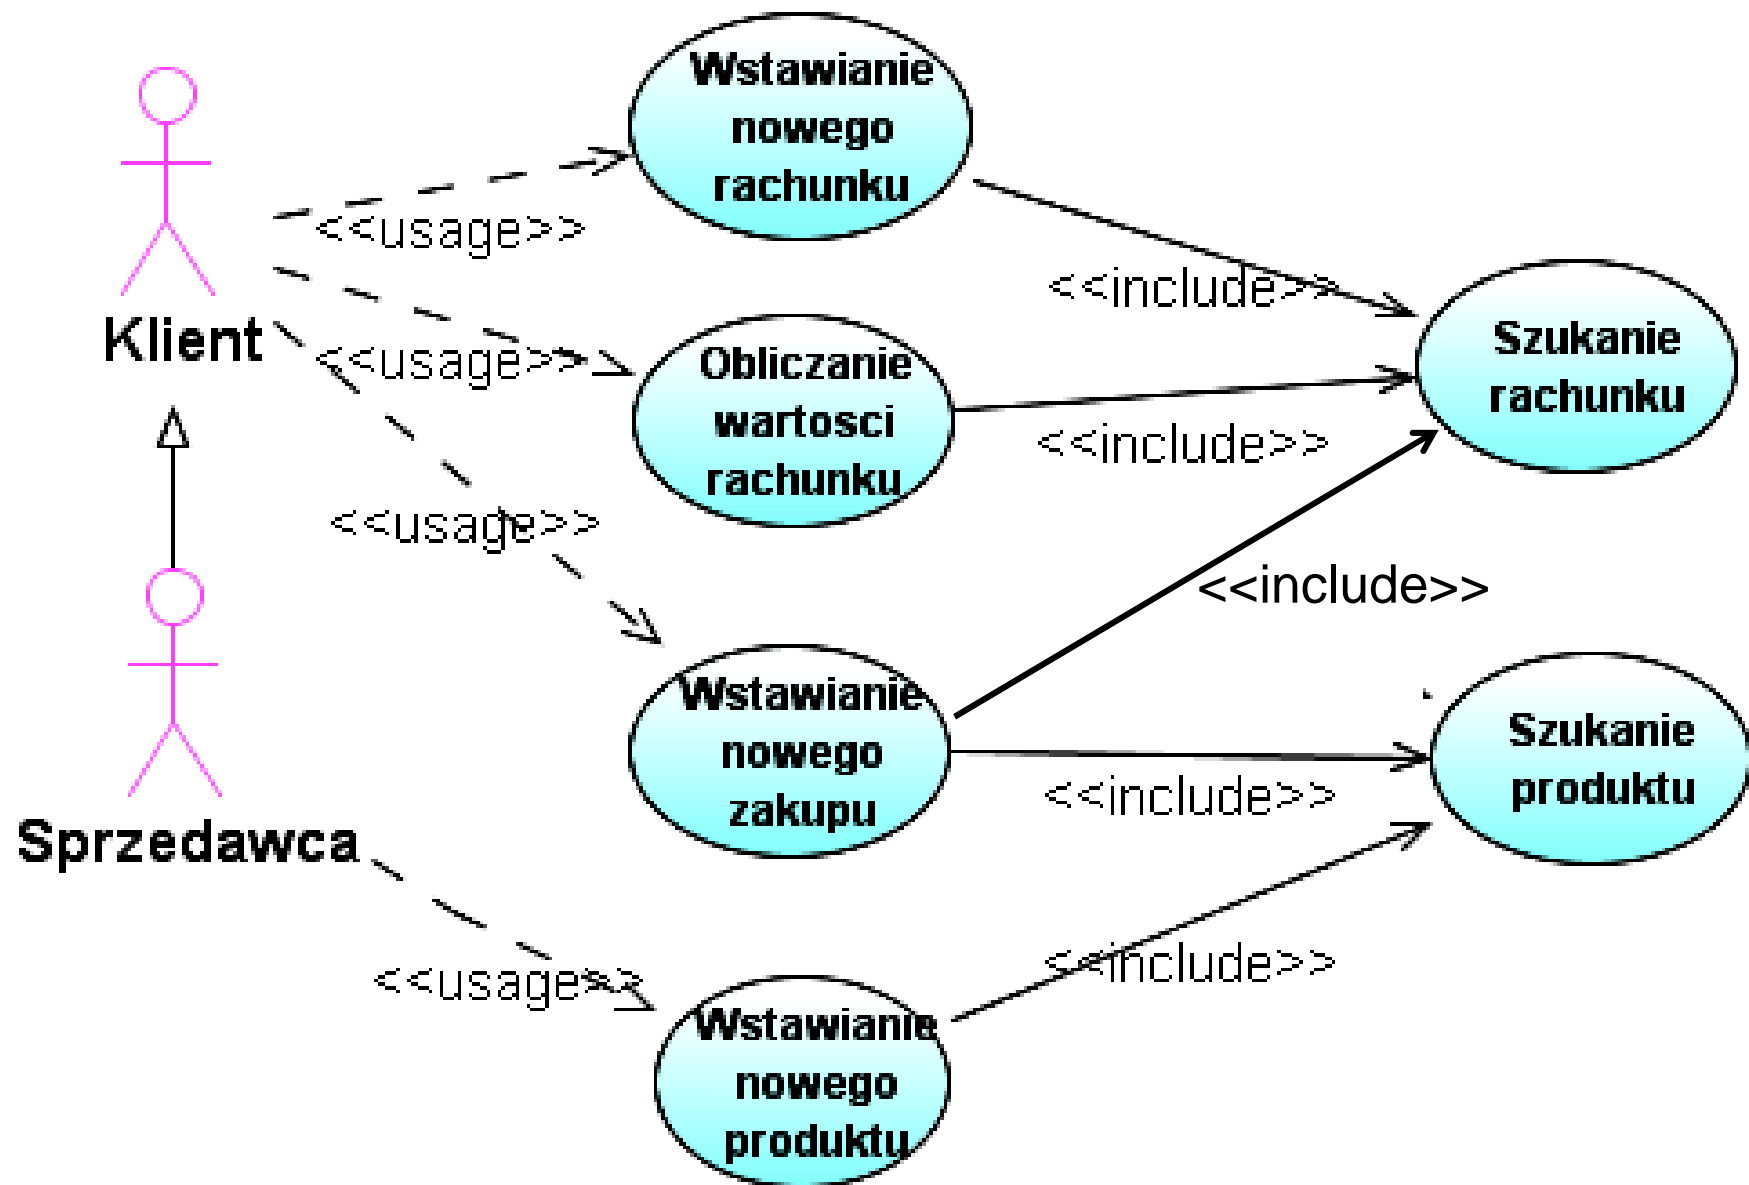 Wstawianie
nowego
rachunku
<<usage>>
<<include>>
Klient
<<usage>>
Obliczanie
wartosci
rachunku
<<include>>
Szukanie
rachunku
<<usage>>
<<include>>
Wstawianie
nowego
zakupu
<<include>>
Szukanie
produktu
Sprzedawca
<<usage>>
<<include>>
Wstawianie
nowego
produktu